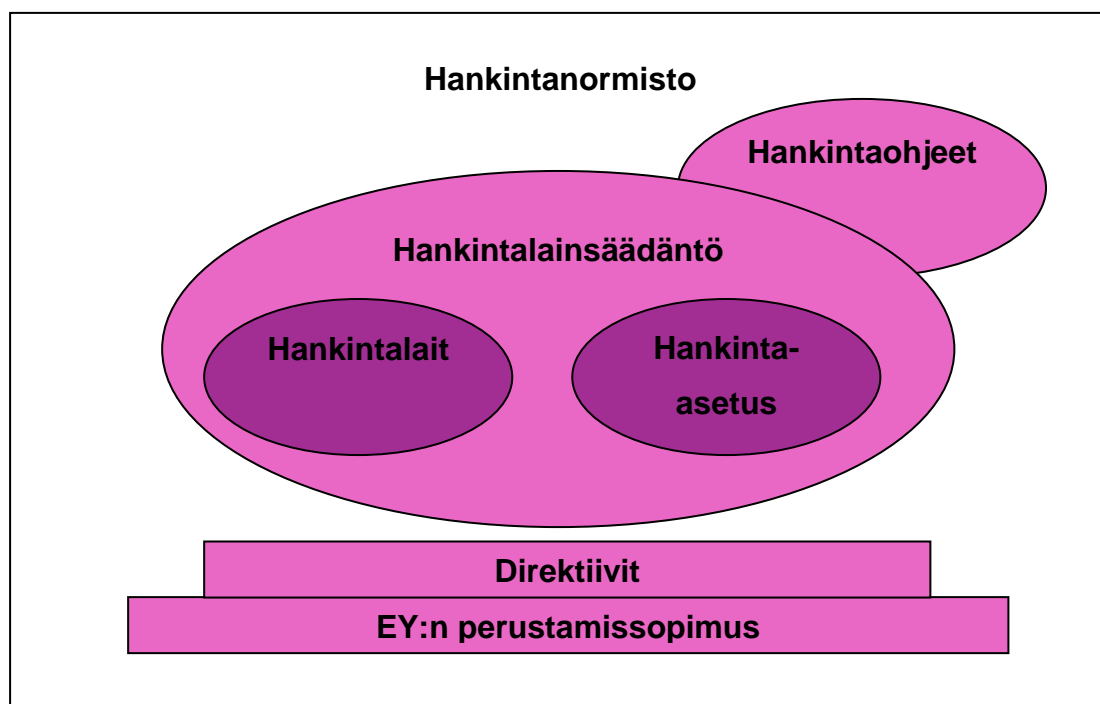 Hankintanormisto
Hankintaohjeet
Hankintalainsäädäntö
Hankintalait
Hankinta-
asetus
Direktiivit
EY:n perustamissopimus